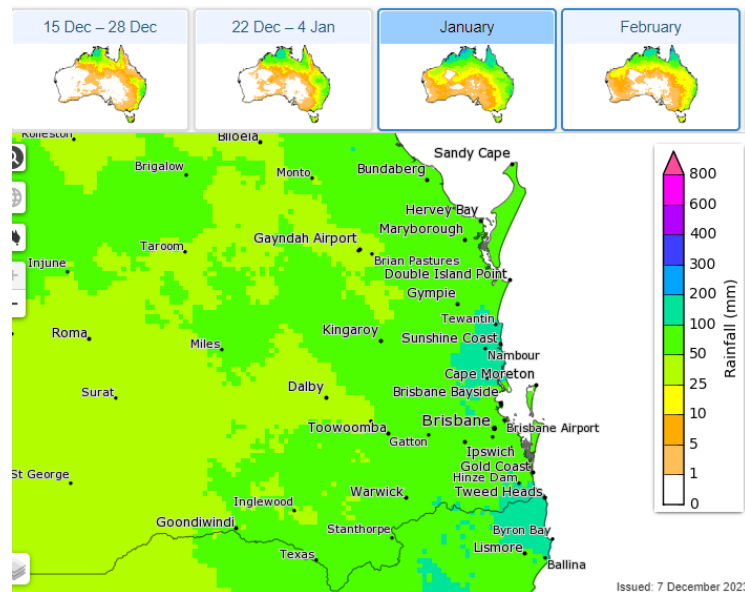 15 Dec – 28 Dec
22 Dec – 4 Jan
January
February
Rolleston
Biloela
Sandy Cape
Brigalow
Monto
Bundaberg
Hervey Bay
Maryborough
Taroom
Gayndah Airport
Brian Pastures
Injune
Double Island Point
Gympie
Tewantin
Roma
Miles
Kingaroy
Sunshine Coast
Nambour
Cape Moreton
Surat
Dalby
Brisbane Bayside
Brisbane
Brisbane Airport
Toowoomba
Gatton
Ipswich
Gold Coast
St George
Hinze Dam
Warwick
Tweed Heads
Inglewood
Goondiwindi
Stanthorpe
Byron Bay
Texas
Lismore
Ballina
800
600
400
300
200
100
50
25
10
5
1
0
Rainfall (mm)
Issued: 7 December 2023